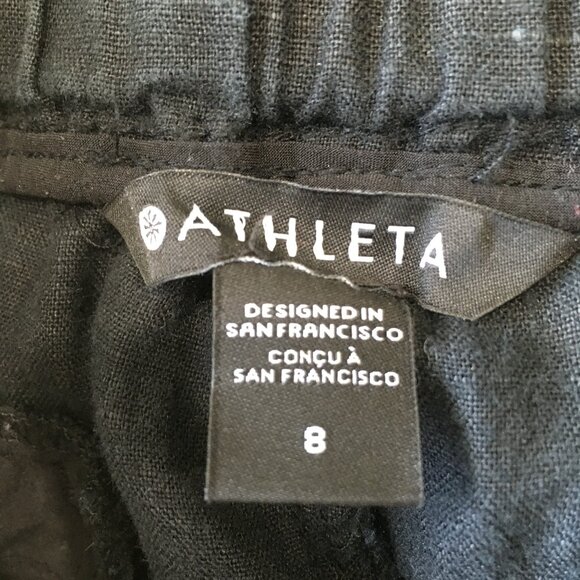 ATHLETA
DESIGNED IN
SAN FRANCISCO
CONÇU À
SAN FRANCISCO
8